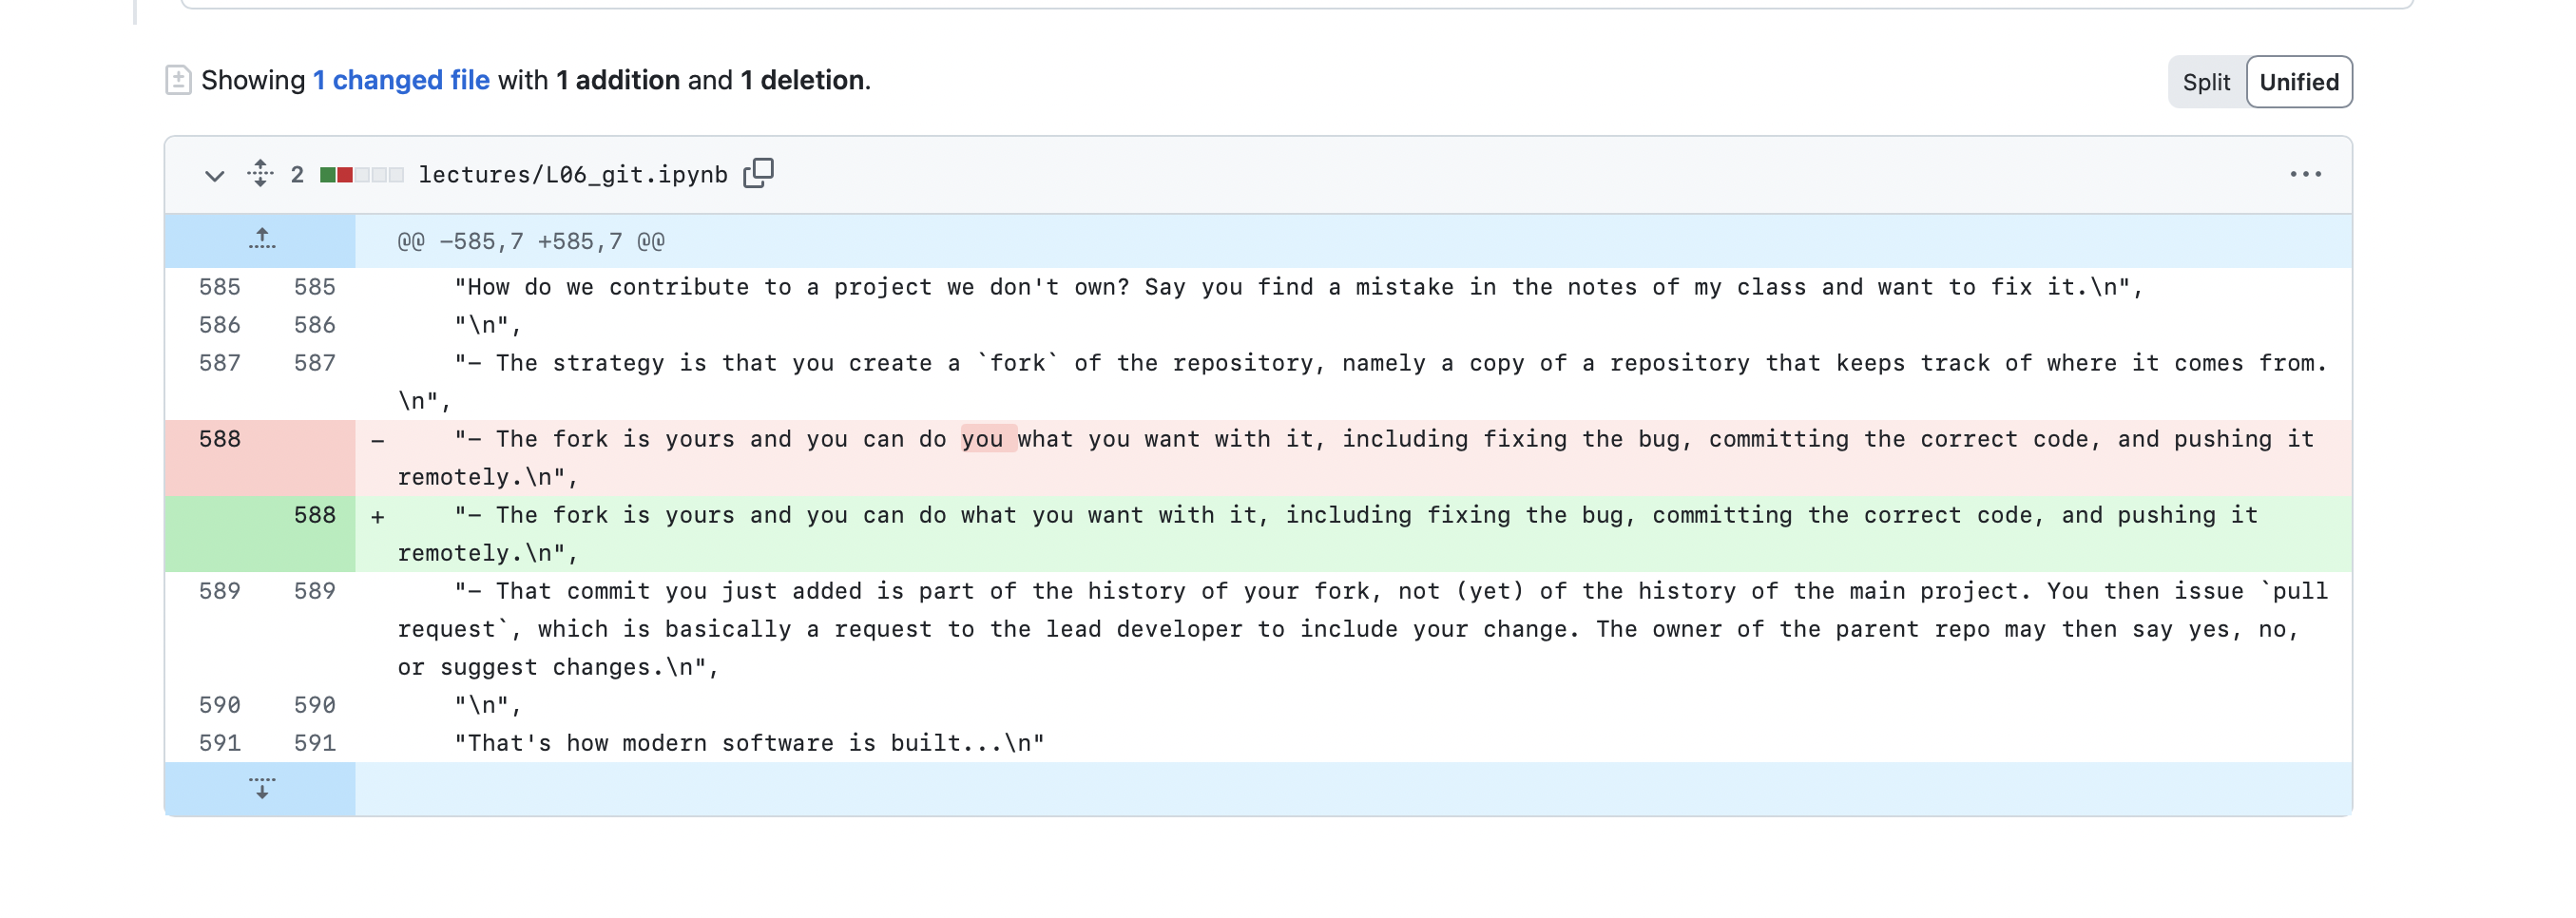 Showing 1 changed file with 1 addition and 1 deletion.
Split Unified
2 lectures/L06_git.ipynb
@@ -585,7 +585,7 @@
585 585 "How do we contribute to a project we don't own? Say you find a mistake in the notes of my class and want to fix it.\n",
586 586 "\n",
587 587 "- The strategy is that you create a `fork` of the repository, namely a copy of a repository that keeps track of where it comes from.
\n",
588 - "- The fork is yours and you can do you what you want with it, including fixing the bug, committing the correct code, and pushing it
remotely.\n",
588 + "- The fork is yours and you can do what you want with it, including fixing the bug, committing the correct code, and pushing it
remotely.\n",
589 589 "- That commit you just added is part of the history of your fork, not (yet) of the history of the main project. You then issue `pull
request`, which is basically a request to the lead developer to include your change. The owner of the parent repo may then say yes, no,
or suggest changes.\n",
590 590 "\n",
591 591 "That's how modern software is built...\n"